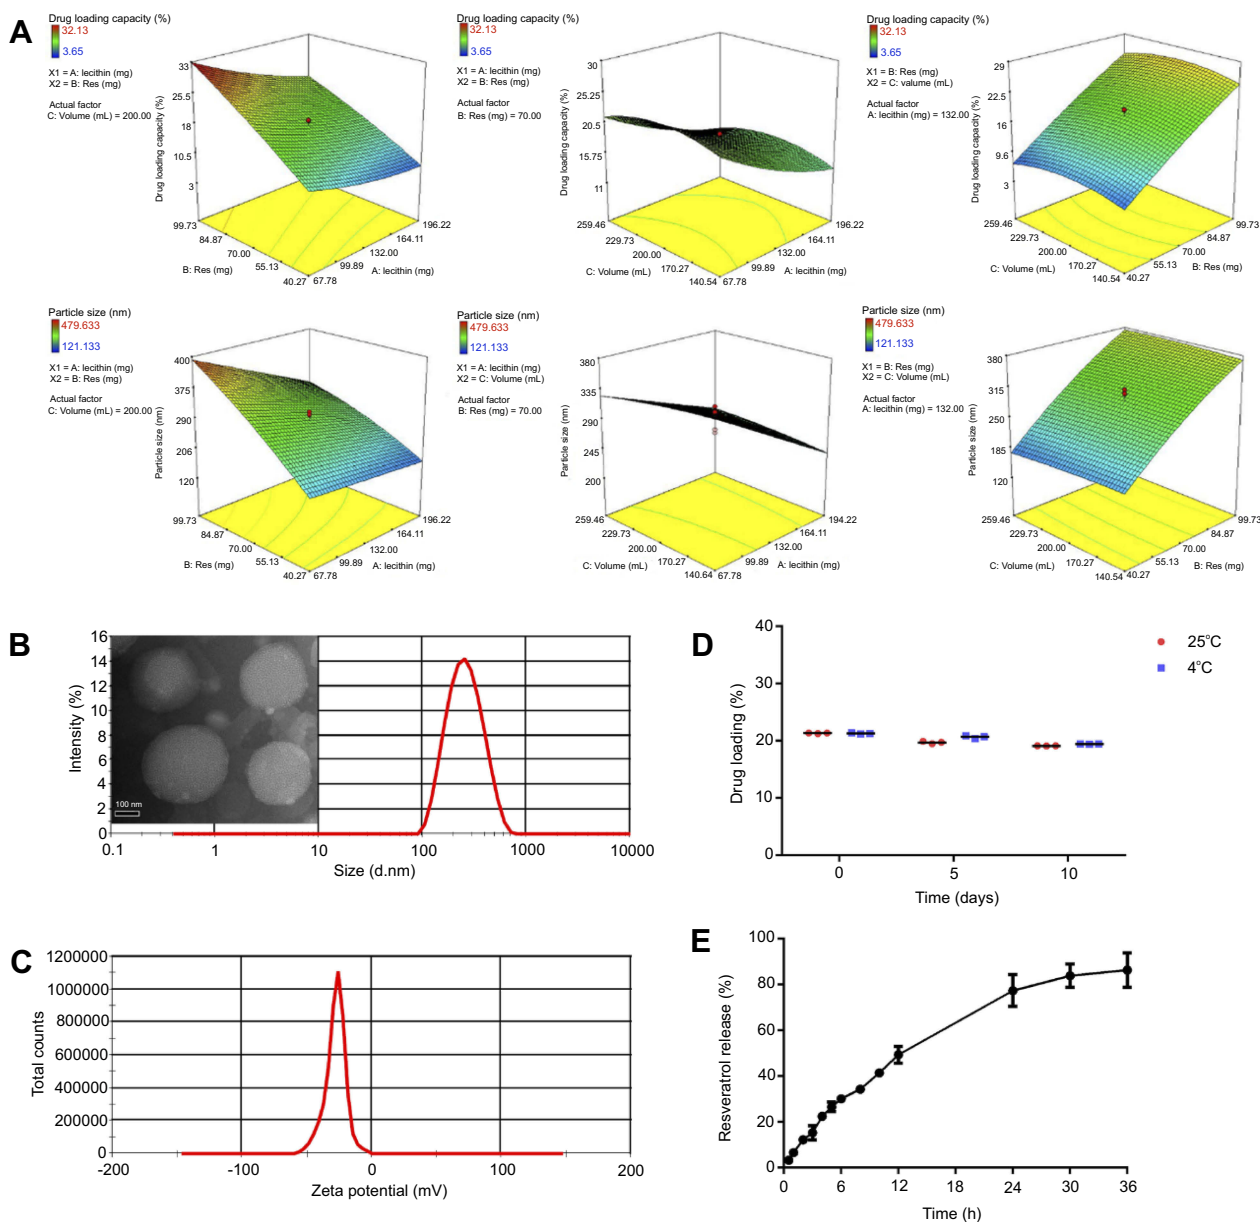 A
Drug loading capacity (%)
32.13
3.65
X1 = A: lecithin (mg)
X2 = B: Res (mg)
Actual factor
C: Volume (mL) = 200.00
Drug loading capacity (%)
33
25.5
18
10.5
3
99.73
84.87
70.00
55.13
40.27
B: Res (mg)
67.78
99.89
132.00
164.11
196.22
A: lecithin (mg)
Drug loading capacity (%)
32.13
3.65
X1 = A: lecithin (mg)
X2 = B: Res (mg)
Actual factor
B: Res (mg) = 70.00
Drug loading capacity (%)
30
25.25
20.5
15.75
11
259.46
229.73
200.00
170.27
140.54
C: Volume (mL)
67.78
99.89
132.00
164.11
196.22
A: lecithin (mg)
Drug loading capacity (%)
32.13
3.65
X1 = B: Res (mg)
X2 = C: valume (mL)
Actual factor
A: lecithin (mg) = 132.00
Drug loading capacity (%)
29
22.5
16
9.6
3
259.46
229.73
200.00
170.27
140.54
C: Volume (mL)
40.27
55.13
70.00
84.87
99.73
B: Res (mg)
Particle size (nm)
479.633
121.133
X1 = A: lecithin (mg)
X2 = B: Res (mg)
Actual factor
C: Volume (mL) = 200.00
Particle size (nm)
400
375
290
206
120
99.73
84.87
70.00
55.13
40.27
B: Res (mg)
67.78
99.89
132.00
164.11
196.22
A: lecithin (mg)
Particle size (nm)
479.633
121.133
X1 = A: lecithin (mg)
X2 = C: Volume (mL)
Actual factor
B: Res (mg) = 70.00
Particle size (nm)
380
335
290
245
200
259.46
229.73
200.00
170.27
140.64
C: Volume (mL)
67.78
99.89
132.00
164.11
194.22
A: lecithin (mg)
Particle size (nm)
479.633
121.133
X1 = B: Res (mg)
X2 = C: Volume (mL)
Actual factor
A: lecithin (mg) = 132.00
Particle size (nm)
380
315
250
185
120
259.46
229.73
200.00
170.27
140.54
C: Volume (mL)
40.27
55.13
70.00
84.87
99.73
B: Res (mg)
B
Intensity (%)
16
14
12
10
8
6
4
2
0
100 nm
0.1 1 10 100 1000 10000
Size (d.nm)
C
Total counts
1200000
1000000
800000
600000
400000
200000
0
-200 -100 0 100 200
Zeta potential (mV)
D
Drug loading (%)
40
30
20
10
0
0 5 10
Time (days)
25°C
4°C
E
Resveratrol release (%)
100
80
60
40
20
0
0 6 12 18 24 30 36
Time (h)